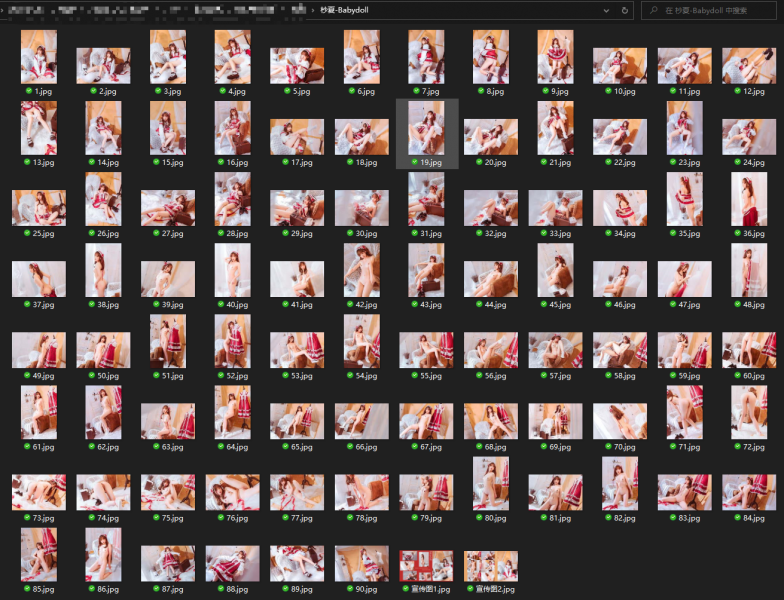 秒夏-Babydoll
在 秒夏-Babydoll 中搜索
1.jpg 2.jpg 3.jpg 4.jpg 5.jpg 6.jpg 7.jpg 8.jpg 9.jpg 10.jpg 11.jpg 12.jpg
13.jpg 14.jpg 15.jpg 16.jpg 17.jpg 18.jpg 19.jpg 20.jpg 21.jpg 22.jpg 23.jpg 24.jpg
25.jpg 26.jpg 27.jpg 28.jpg 29.jpg 30.jpg 31.jpg 32.jpg 33.jpg 34.jpg 35.jpg 36.jpg
37.jpg 38.jpg 39.jpg 40.jpg 41.jpg 42.jpg 43.jpg 44.jpg 45.jpg 46.jpg 47.jpg 48.jpg
49.jpg 50.jpg 51.jpg 52.jpg 53.jpg 54.jpg 55.jpg 56.jpg 57.jpg 58.jpg 59.jpg 60.jpg
61.jpg 62.jpg 63.jpg 64.jpg 65.jpg 66.jpg 67.jpg 68.jpg 69.jpg 70.jpg 71.jpg 72.jpg
73.jpg 74.jpg 75.jpg 76.jpg 77.jpg 78.jpg 79.jpg 80.jpg 81.jpg 82.jpg 83.jpg 84.jpg
85.jpg 86.jpg 87.jpg 88.jpg 89.jpg 90.jpg 宣传图1.jpg 宣传图2.jpg